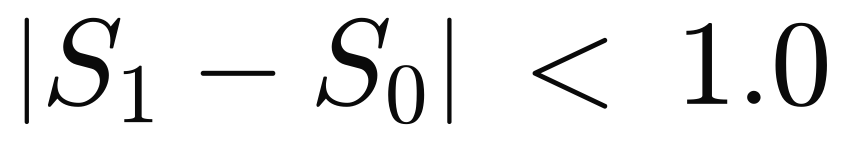 |S₁ − S₀| < 1.0